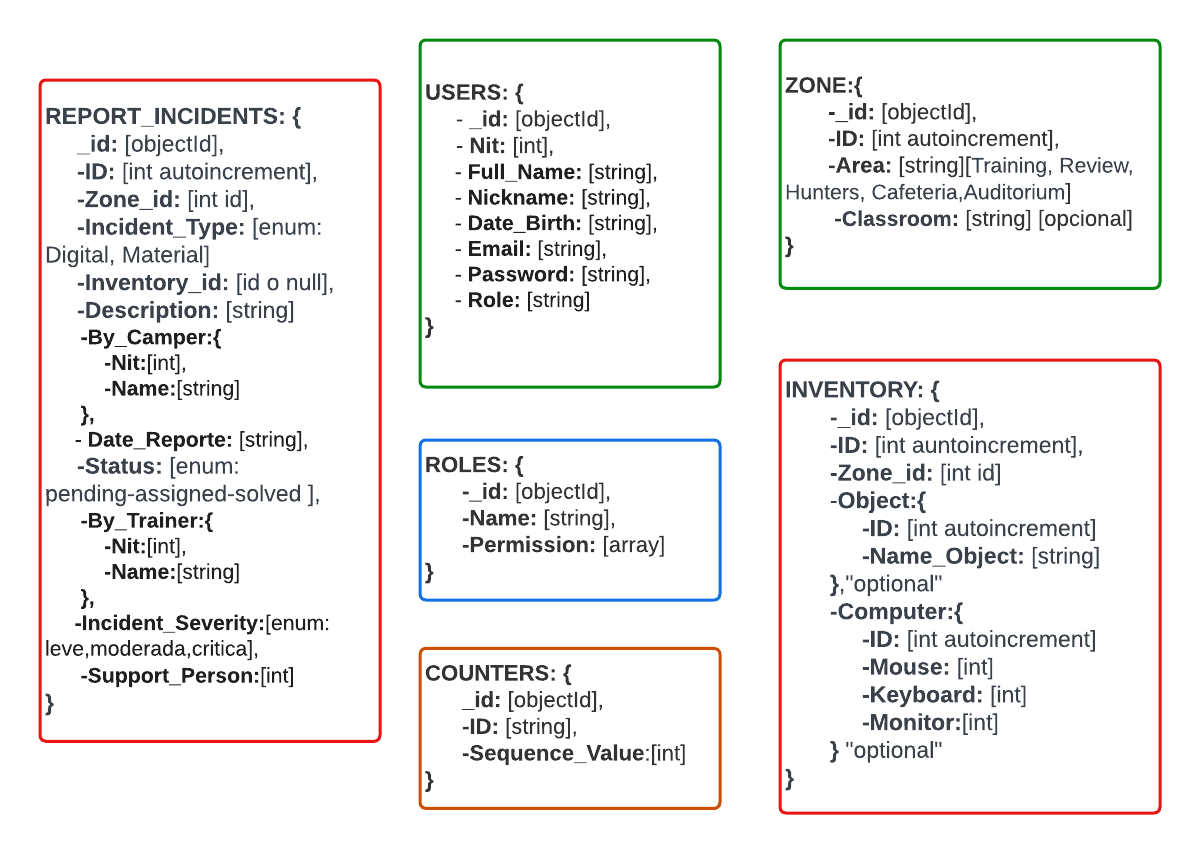 REPORT_INCIDENTS: {
_id: [objectId],
-ID: [int autoincrement],
-Zone_id: [int id],
-Incident_Type: [enum:
Digital, Material]
-Inventory_id: [id o null],
-Description: [string]
-By_Camper:{
-Nit:[int],
-Name:[string]
},
- Date_Reporte: [string],
-Status: [enum:
pending-assigned-solved ],
-By_Trainer:{
-Nit:[int],
-Name:[string]
},
-Incident_Severity:[enum:
leve,moderada,critica],
-Support_Person:[int]
}
USERS: {
- _id: [objectId],
- Nit: [int],
- Full_Name: [string],
- Nickname: [string],
- Date_Birth: [string],
- Email: [string],
- Password: [string],
- Role: [string]
}
ROLES: {
-_id: [objectId],
-Name: [string],
-Permission: [array]
}
COUNTERS: {
_id: [objectId],
-ID: [string],
-Sequence_Value:[int]
}
ZONE:{
-_id: [objectId],
-ID: [int autoincrement],
-Area: [string][Training, Review,
Hunters, Cafeteria,Auditorium]
-Classroom: [string] [opcional]
}
INVENTORY: {
-_id: [objectId],
-ID: [int auntoincrement],
-Zone_id: [int id]
-Object:{
-ID: [int autoincrement]
-Name_Object: [string]
},"optional"
-Computer:{
-ID: [int autoincrement]
-Mouse: [int]
-Keyboard: [int]
-Monitor:[int]
} "optional"
}